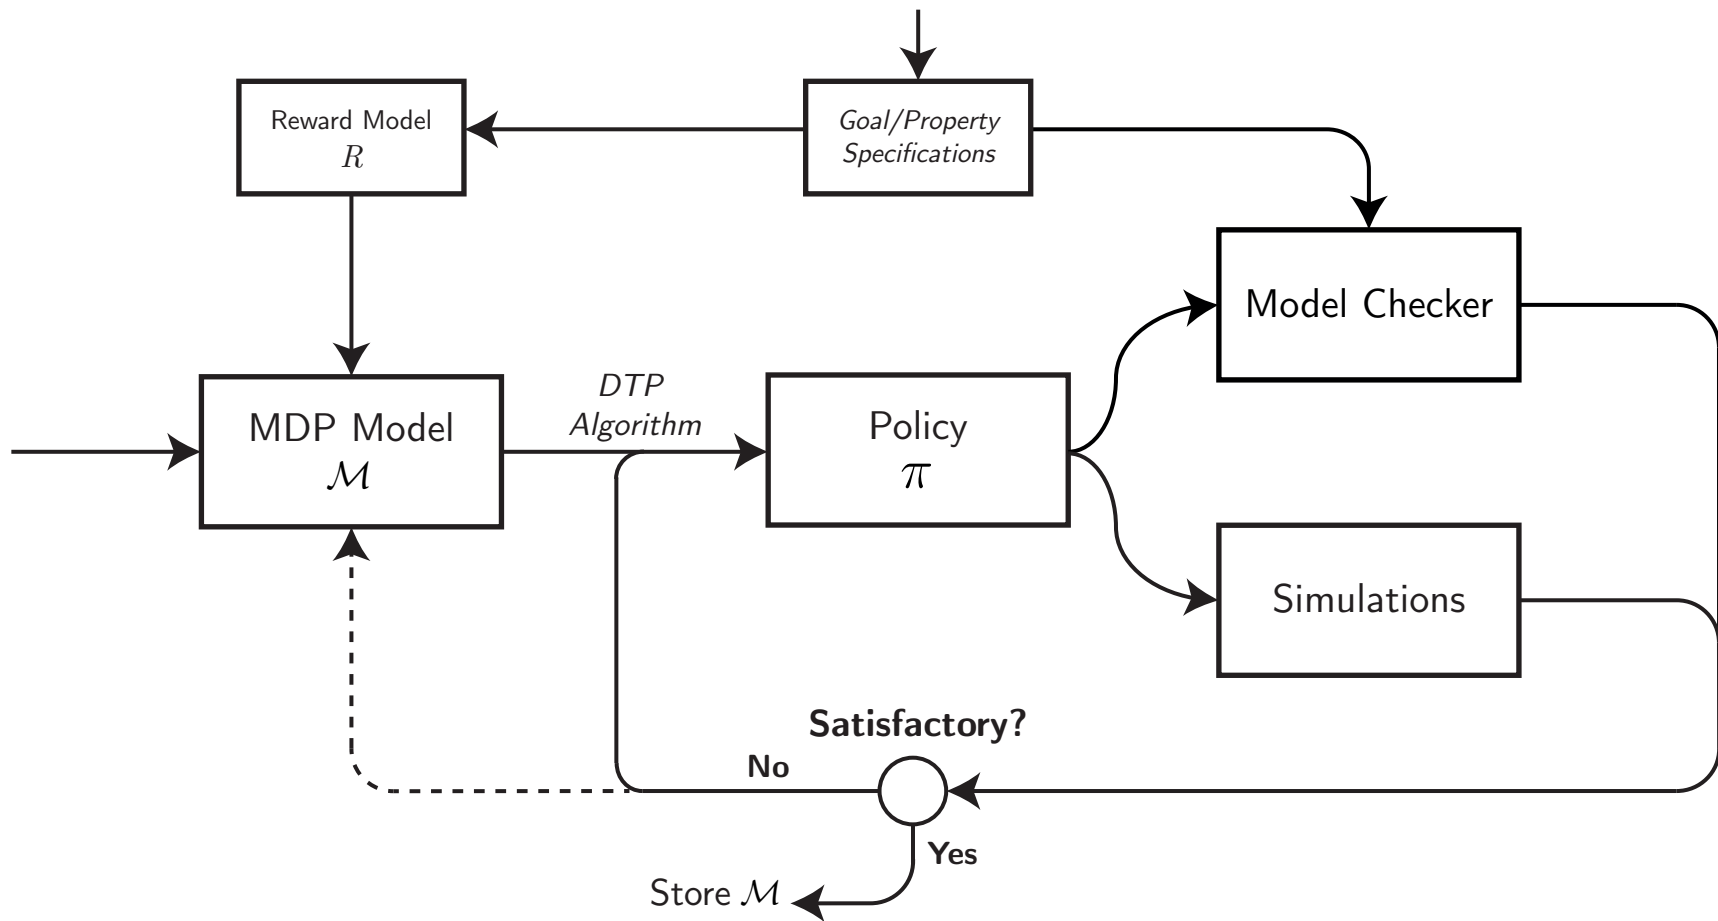 Reward Model
R
Goal/Property
Specifications
Model Checker
DTP
Algorithm
MDP Model
ℳ
Policy
π
Simulations
Satisfactory?
No
Yes
Store ℳ